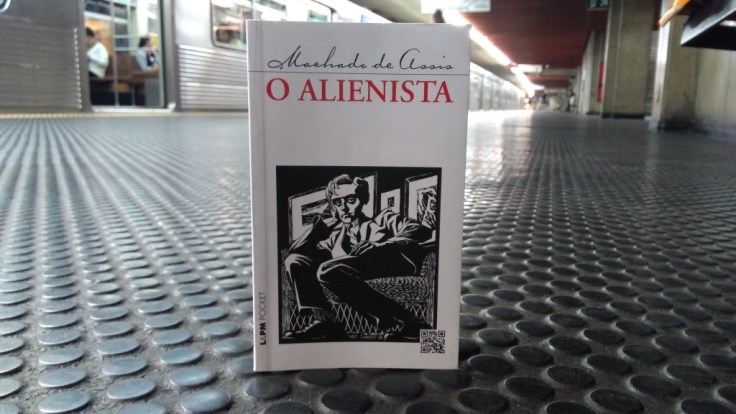 Machado de Assis
O ALIENISTA
L&PM POCKET